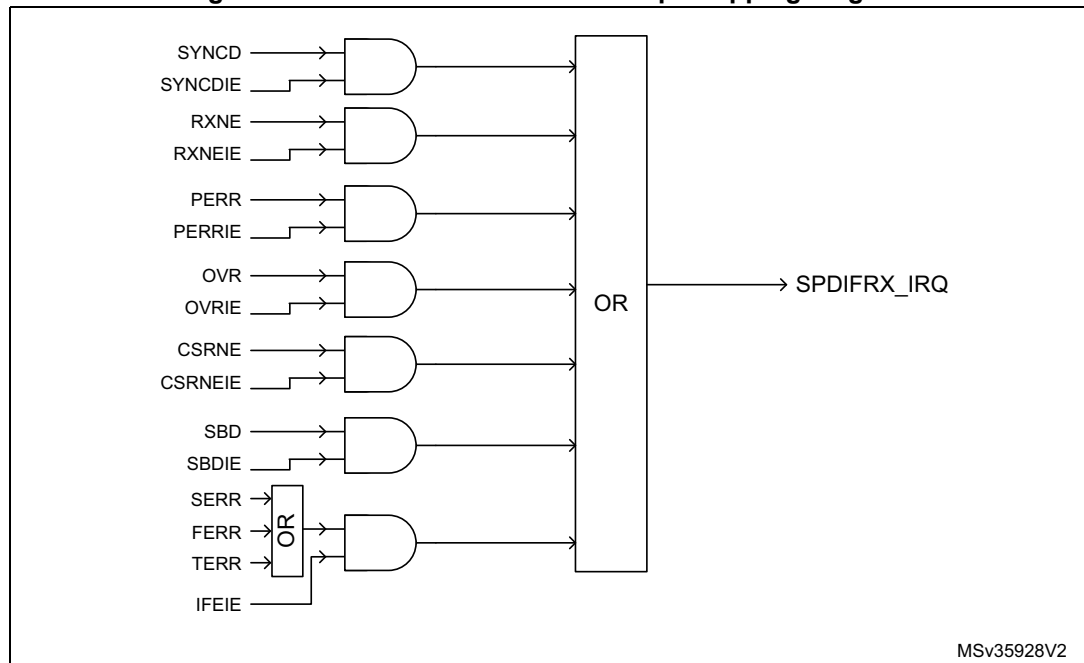 SYNCD
SYNCDIE
RXNE
RXNEIE
PERR
PERRIE
OVR
OVRIE
CSRNE
CSRNEIE
SBD
SBDIE
SERR
FERR
TERR
OR
IFEIE
OR
SPDIFRX_IRQ
MSv35928V2